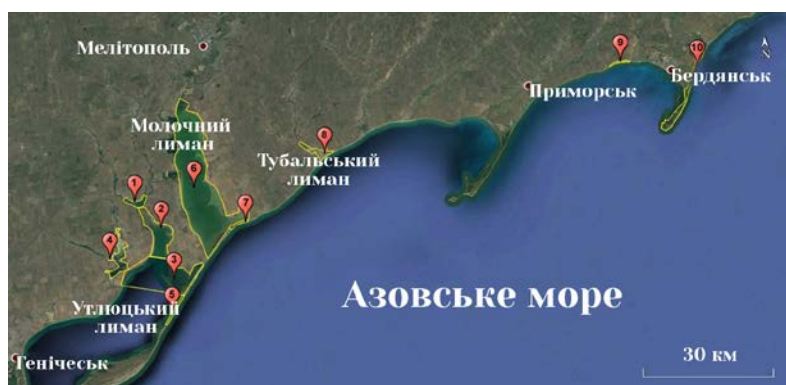 Мелітополь
9
10
N
Бердянськ
Приморськ
Молочний
лиман
8
Тубальський
лиман
6
1
7
2
4
3
Азовське море
5
Утлюцький
лиман
30 км
Генічеськ